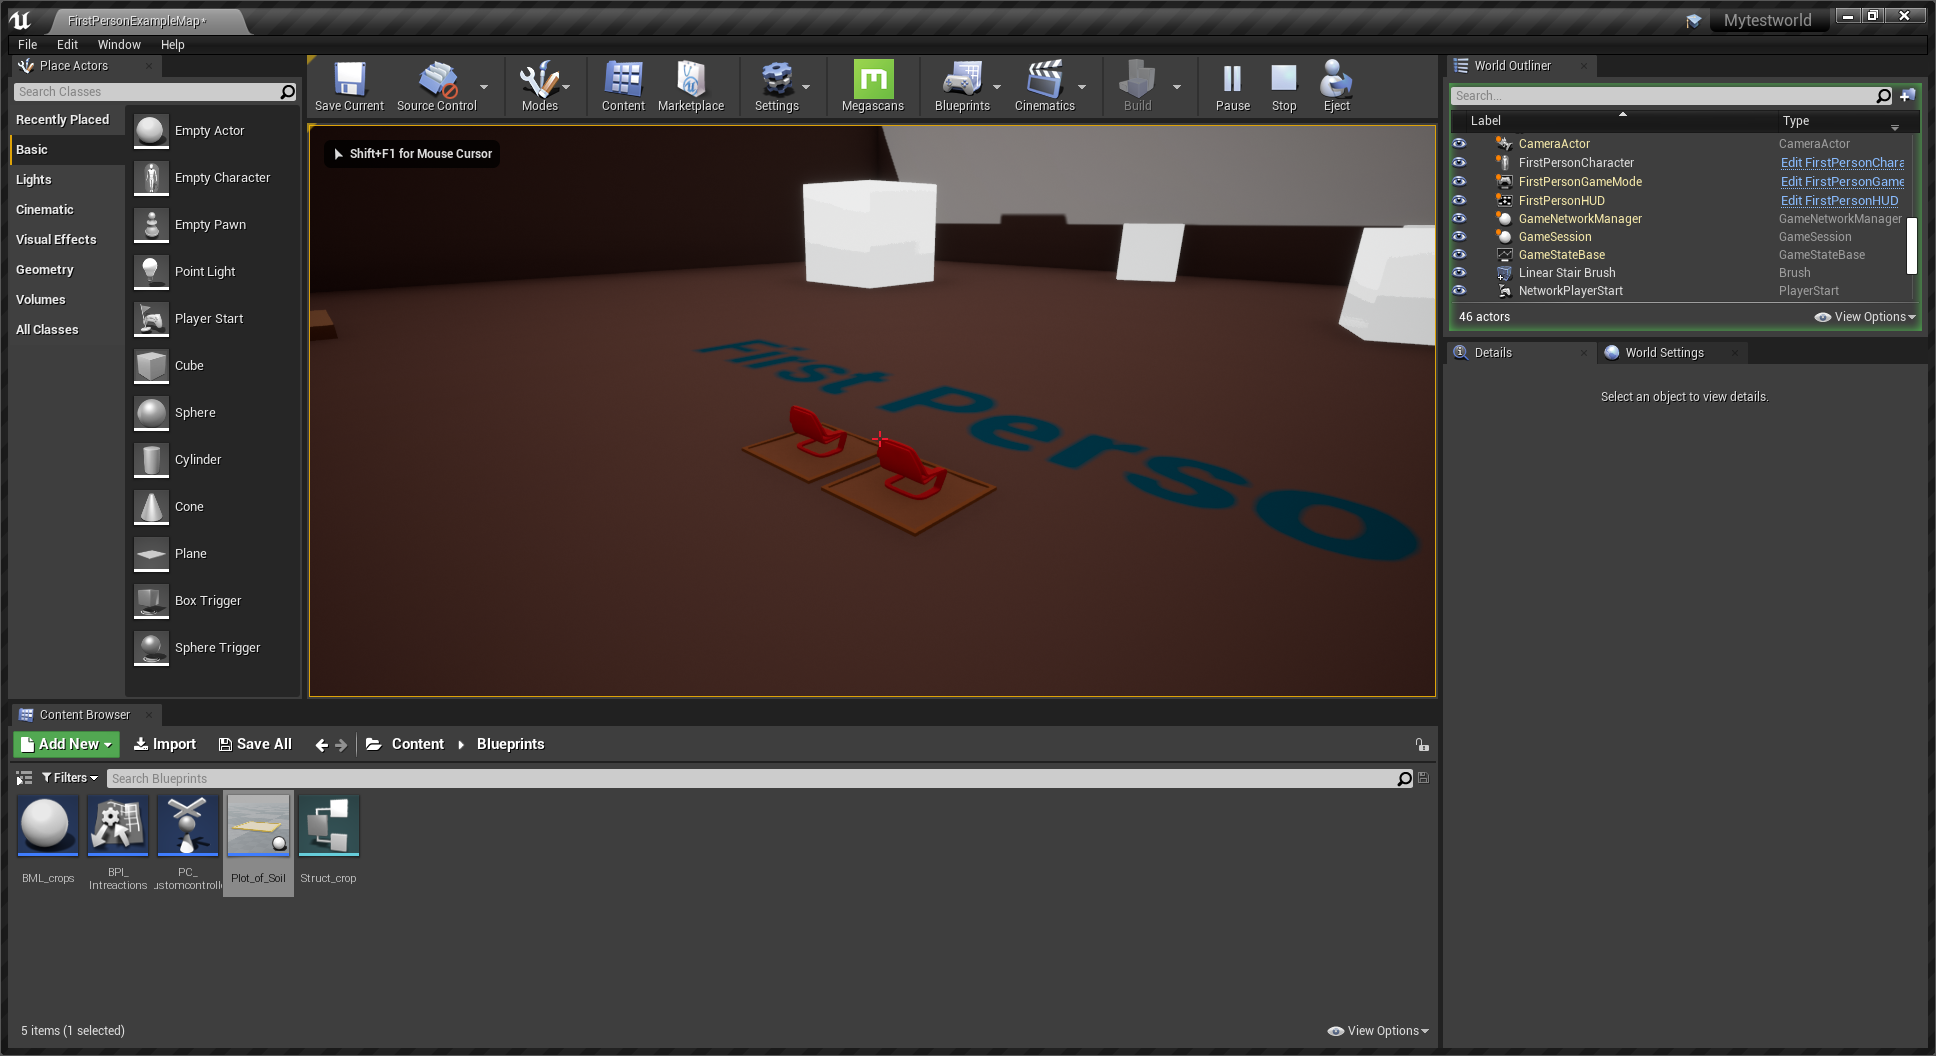 FirstPersonExampleMap*
Mytestworld
File Edit Window Help
Place Actors
Search Classes
Recently Placed
Basic
Lights
Cinematic
Visual Effects
Geometry
Volumes
All Classes
Empty Actor
Empty Character
Empty Pawn
Point Light
Player Start
Cube
Sphere
Cylinder
Cone
Plane
Box Trigger
Sphere Trigger
Save Current
Source Control
Modes
Content
Marketplace
Settings
Megascans
Blueprints
Cinematics
Build
Pause
Stop
Eject
Shift+F1 for Mouse Cursor
First Perso
World Outliner
Search...
Label Type
CameraActor CameraActor
FirstPersonCharacter Edit FirstPersonChara
FirstPersonGameMode Edit FirstPersonGame
FirstPersonHUD Edit FirstPersonHUD
GameNetworkManager GameNetworkManager
GameSession GameSession
GameStateBase GameStateBase
Linear Stair Brush Brush
NetworkPlayerStart PlayerStart
46 actors View Options
Details
World Settings
Select an object to view details.
Content Browser
Add New Import Save All Content Blueprints
Filters Search Blueprints
BML_crops
BPI_
Intreactions
PC_
ustomcontroll
Plot_of_Soil
Struct_crop
5 items (1 selected) View Options